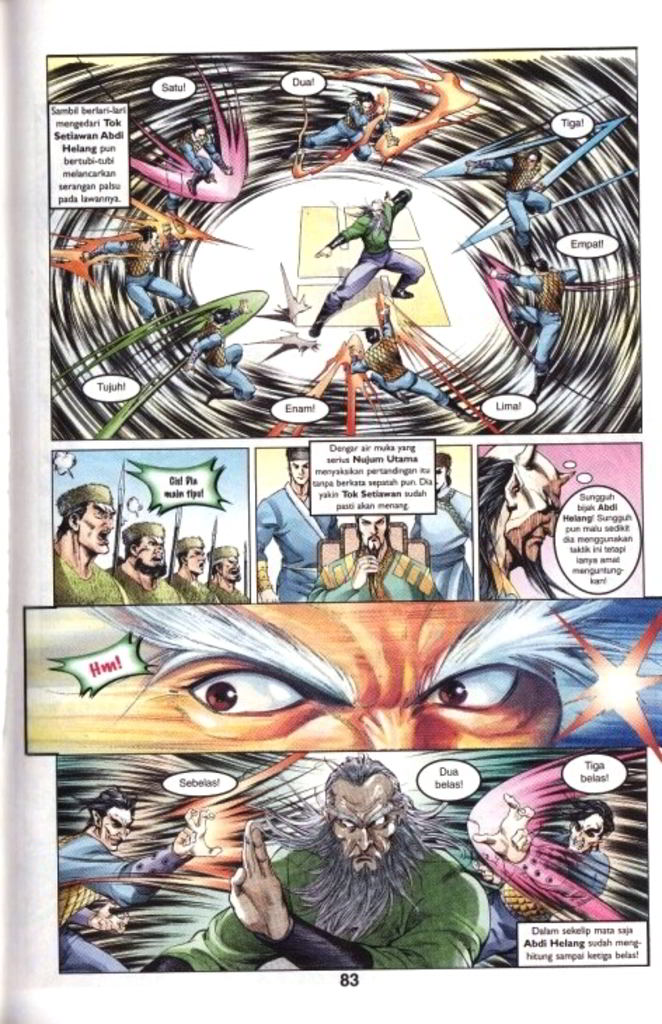 Sambil berlari-lari
mengedari Tok
Setiawan Abdi
Helang pun
bertubi-tubi
melancarkan
serangan palsu
pada lawannya.
Satu!
Dua!
Tiga!
Empat!
Lima!
Enam!
Tujuh!
Cis! Dia
main tipu!
Dengar air muka yang
serius Nujum Utama
menyaksikan pertandingan itu
tanpa berkata sepatah pun. Dia
yakin Tok Setiawan sudah
pasti akan menang.
Sungguh
bijak Abdi
Helang! Sungguh
pun malu sedikit
dia menggunakan
taktik ini tetapi
ianya menguntung-
kan!
Hm!
Sebelas!
Dua
belas!
Tiga
belas!
Dalam sekelip mata saja
Abdi Helang sudah meng-
hitung sampai ketiga belas!
83